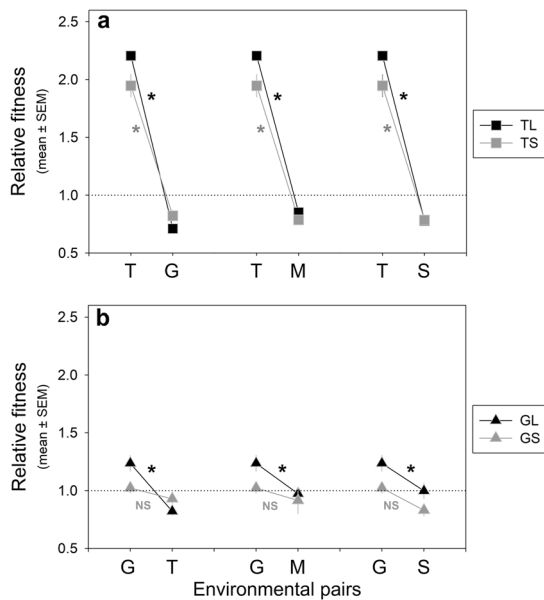 a
2.5
2.0
1.5
1.0
0.5
Relative fitness
(mean ± SEM)
* * *
* * *
T G T M T S
TL
TS
b
2.5
2.0
1.5
1.0
0.5
Relative fitness
(mean ± SEM)
* * *
NS NS NS
G T G M G S
Environmental pairs
GL
GS